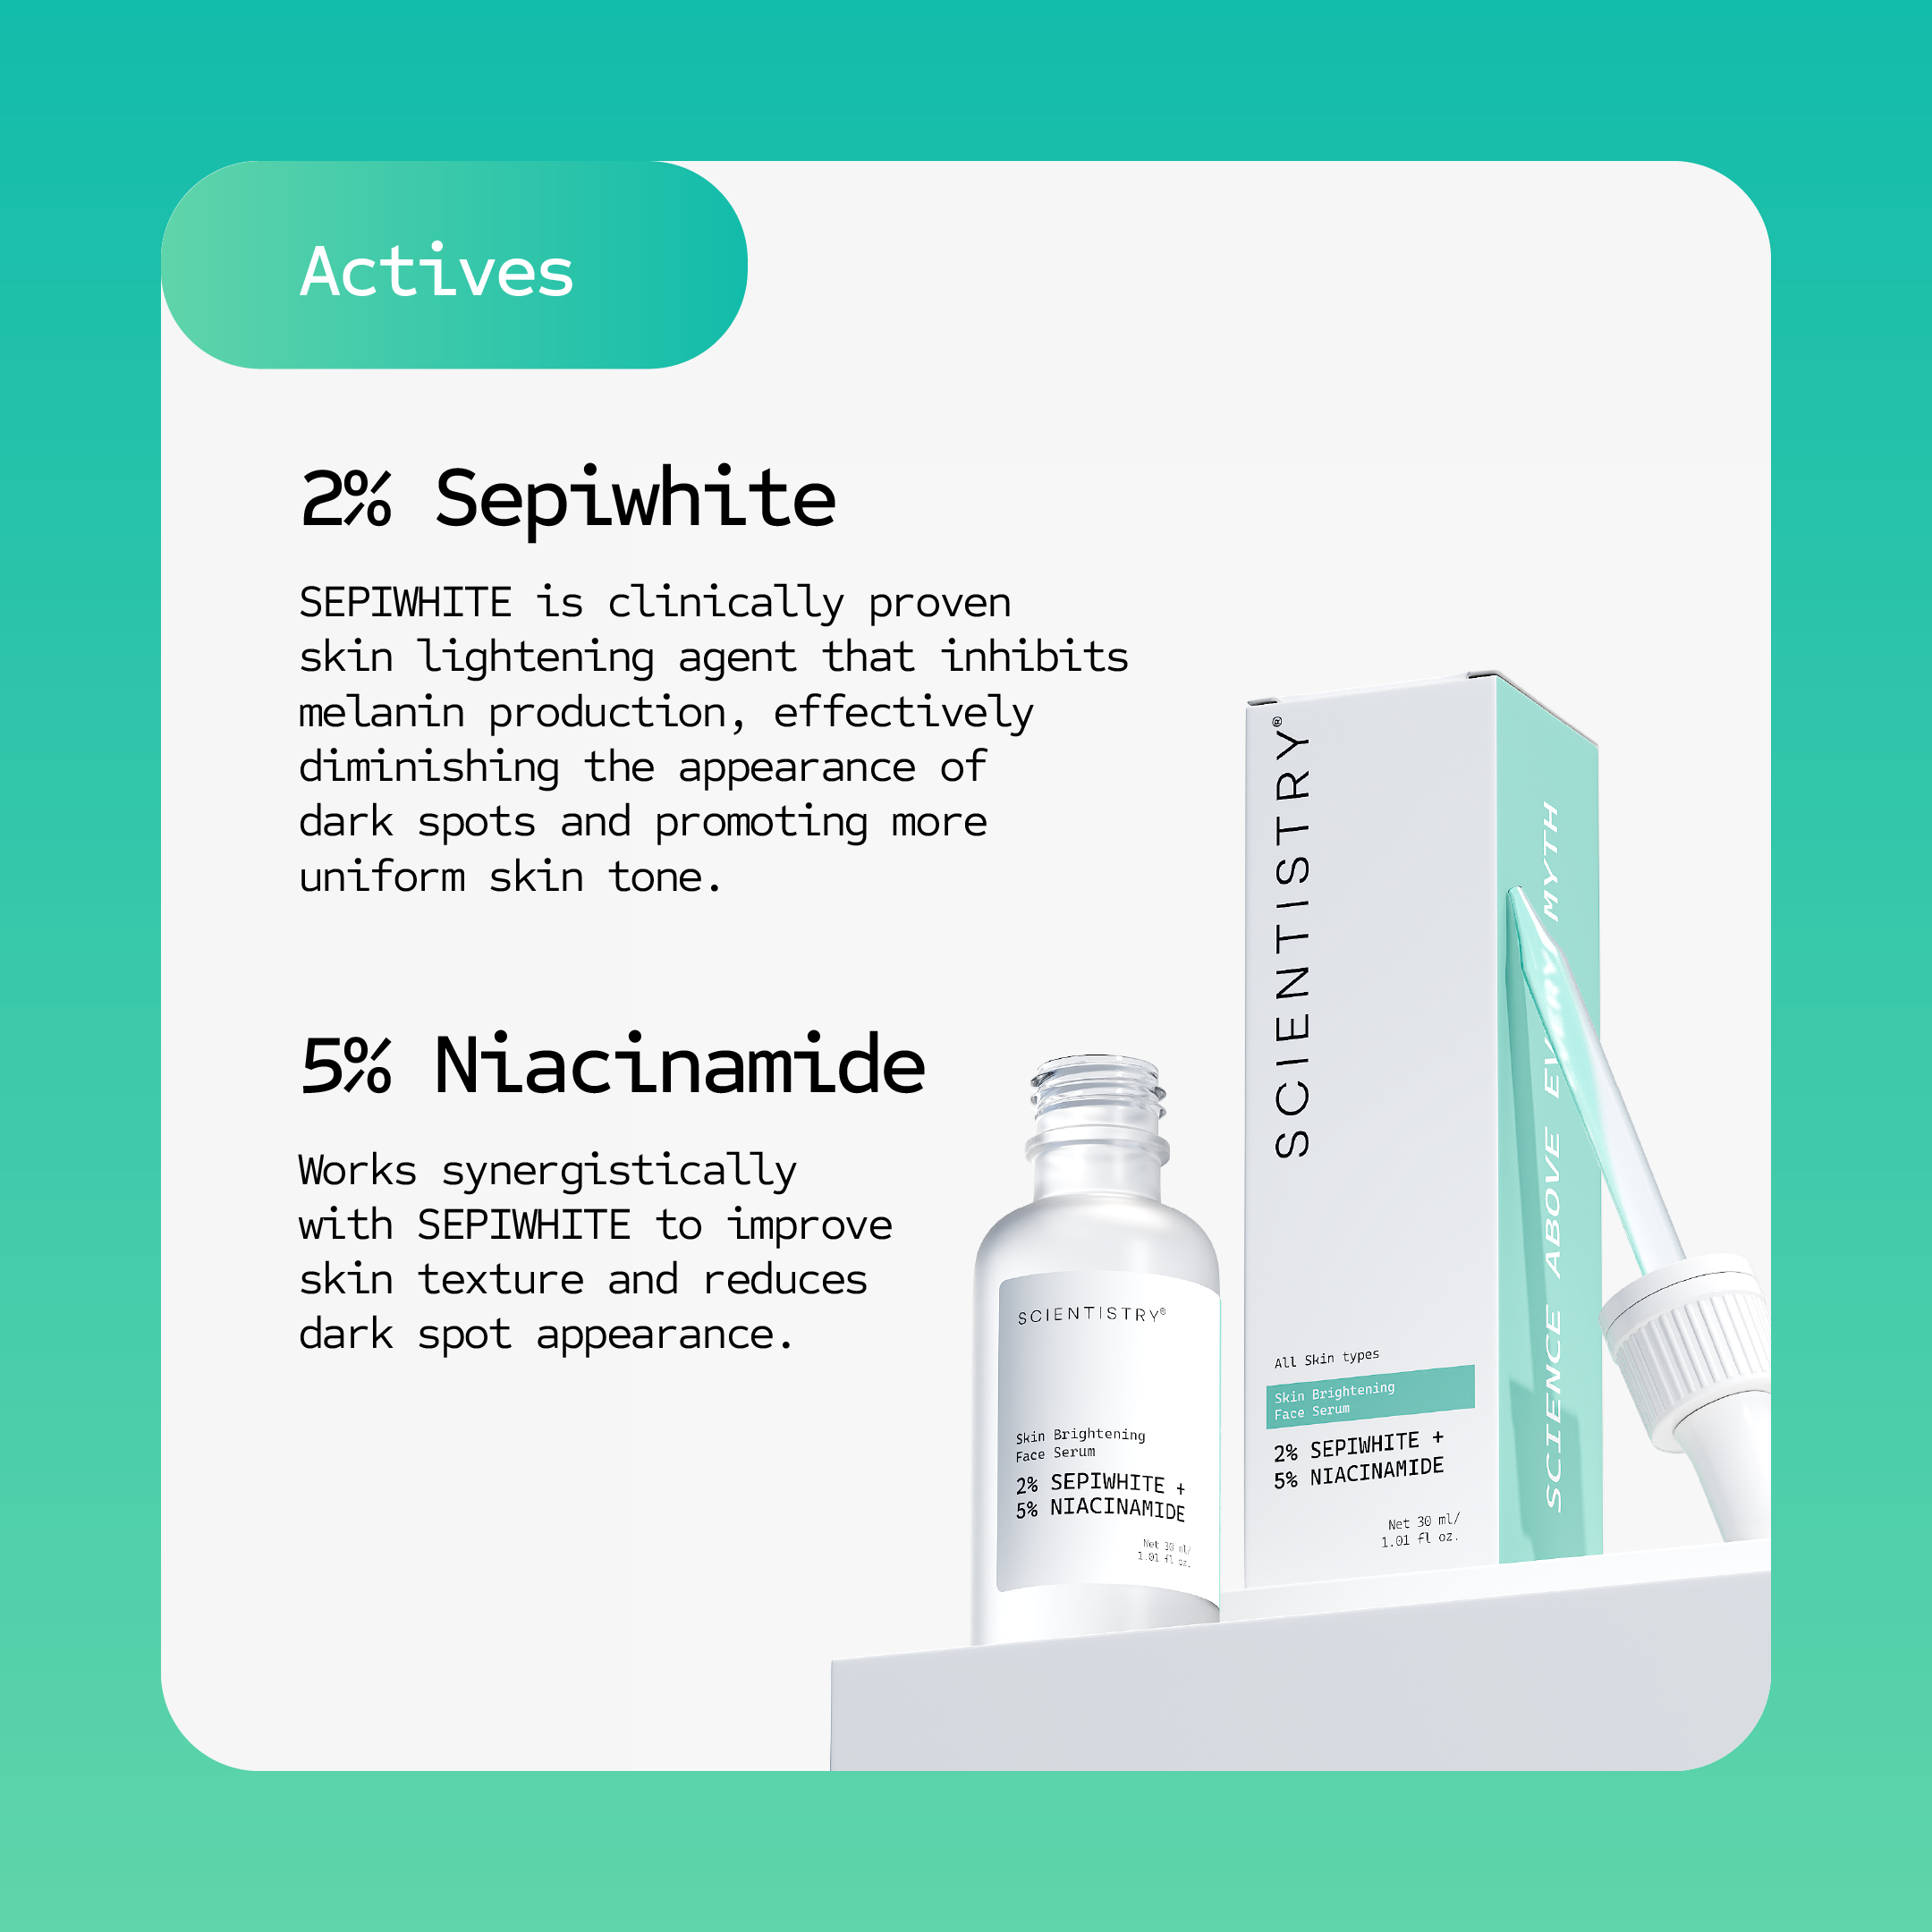 Actives
2% Sepiwhite
SEPIWHITE is clinically proven
skin lightening agent that inhibits
melanin production, effectively
diminishing the appearance of
dark spots and promoting more
uniform skin tone.
5% Niacinamide
Works synergistically
with SEPIWHITE to improve
skin texture and reduces
dark spot appearance.
SCIENTISTRY®
Skin Brightening
Face Serum
2% SEPIWHITE +
5% NIACINAMIDE
Net 30 ml/
1.01 fl oz.
SCIENTISTRY®
All Skin types
Skin Brightening
Face Serum
2% SEPIWHITE +
5% NIACINAMIDE
Net 30 ml/
1.01 fl oz.
SCIENCE ABOVE EVERY MYTH